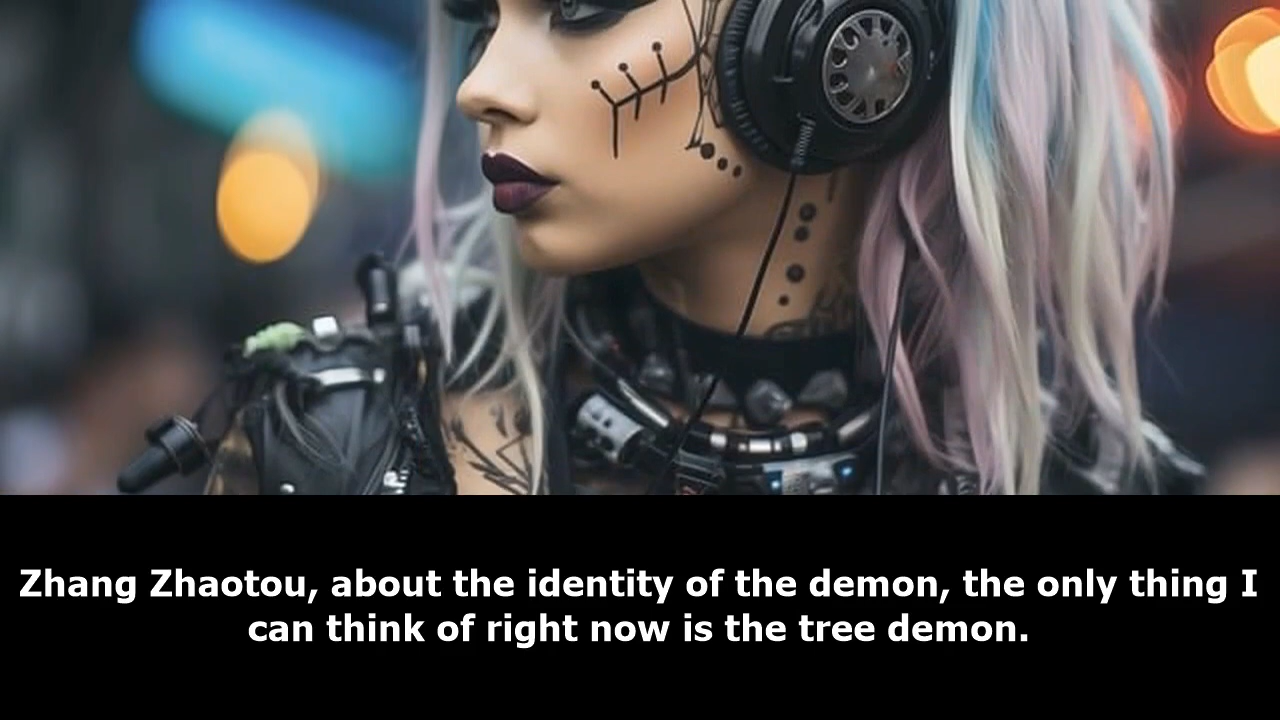 Zhang Zhaotou, about the identity of the demon, the only thing I
can think of right now is the tree demon.